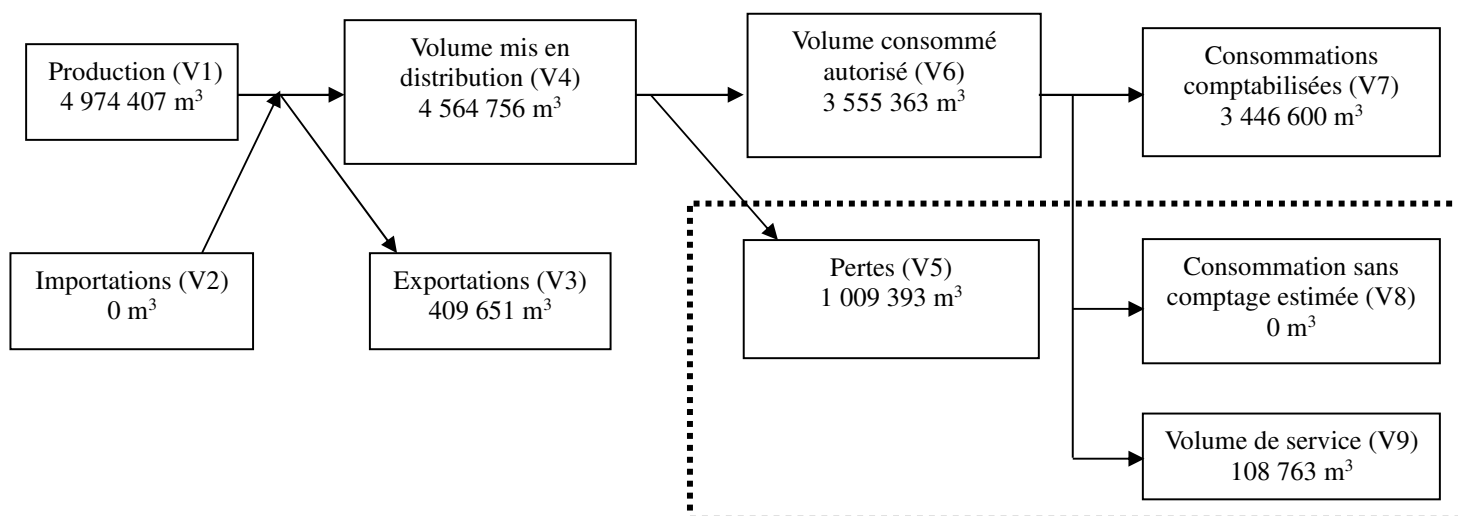 Production (V1)
4 974 407 m³
Volume mis en
distribution (V4)
4 564 756 m³
Volume consommé
autorisé (V6)
3 555 363 m³
Consommations
comptabilisées (V7)
3 446 600 m³
Importations (V2)
0 m³
Exportations (V3)
409 651 m³
Pertes (V5)
1 009 393 m³
Consommation sans
comptage estimée (V8)
0 m³
Volume de service (V9)
108 763 m³